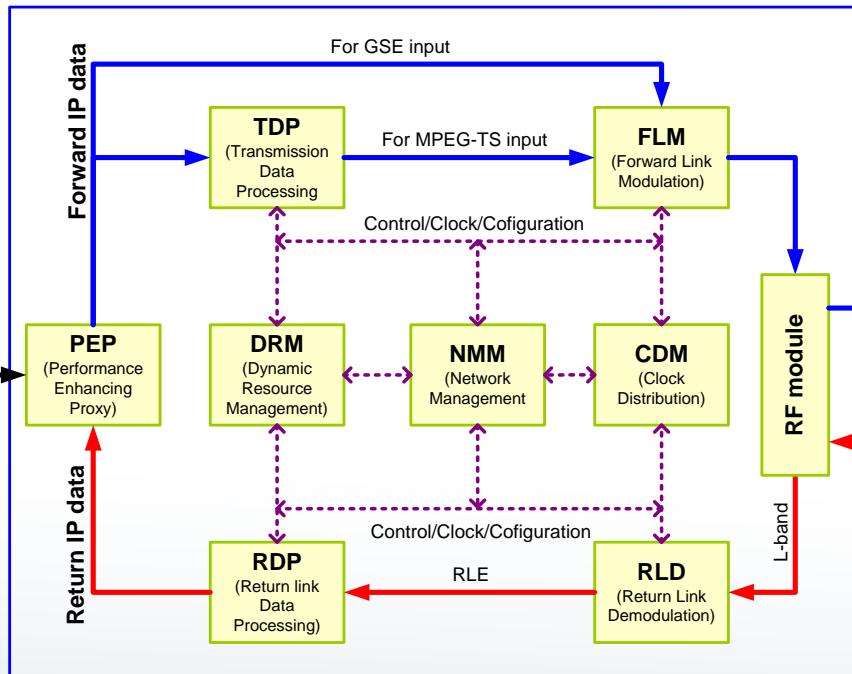 For GSE input
Forward IP data
TDP
(Transmission
Data
Processing
For MPEG-TS input
FLM
(Forward Link
Modulation)
Control/Clock/Cofiguration
PEP
(Performance
Enhancing
Proxy)
DRM
(Dynamic
Resource
Management)
NMM
(Network
Management
CDM
(Clock
Distribution)
RF module
Return IP data
Control/Clock/Cofiguration
L-band
RDP
(Return link
Data
Processing)
RLE
RLD
(Return Link
Demodulation)